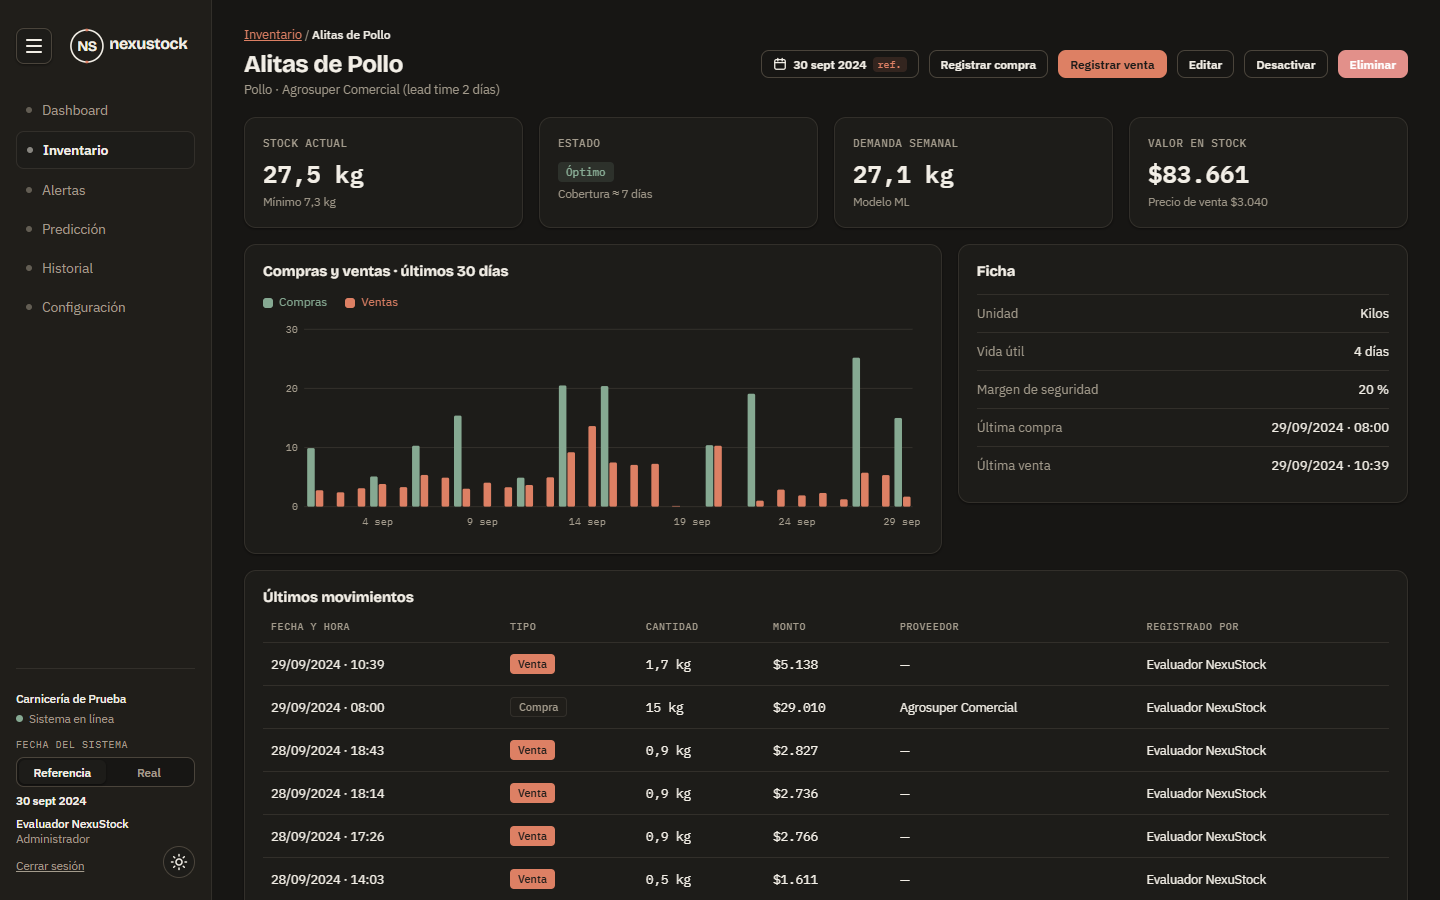 NS nexustock
Dashboard
Inventario
Alertas
Predicción
Historial
Configuración
Carnicería de Prueba
Sistema en línea
FECHA DEL SISTEMA
Referencia Real
30 sept 2024
Evaluador NexuStock
Administrador
Cerrar sesión
Inventario / Alitas de Pollo
Alitas de Pollo
Pollo · Agrosuper Comercial (lead time 2 días)
30 sept 2024 ref. Registrar compra Registrar venta Editar Desactivar Eliminar
STOCK ACTUAL
27,5 kg
Mínimo 7,3 kg
ESTADO
Óptimo
Cobertura ≈ 7 días
DEMANDA SEMANAL
27,1 kg
Modelo ML
VALOR EN STOCK
$83.661
Precio de venta $3.040
Compras y ventas · últimos 30 días
Compras Ventas
30
20
10
0
4 sep 9 sep 14 sep 19 sep 24 sep 29 sep
Ficha
Unidad Kilos
Vida útil 4 días
Margen de seguridad 20 %
Última compra 29/09/2024 · 08:00
Última venta 29/09/2024 · 10:39
Últimos movimientos
FECHA Y HORA TIPO CANTIDAD MONTO PROVEEDOR REGISTRADO POR
29/09/2024 · 10:39 Venta 1,7 kg $5.138 — Evaluador NexuStock
29/09/2024 · 08:00 Compra 15 kg $29.010 Agrosuper Comercial Evaluador NexuStock
28/09/2024 · 18:43 Venta 0,9 kg $2.827 — Evaluador NexuStock
28/09/2024 · 18:14 Venta 0,9 kg $2.736 — Evaluador NexuStock
28/09/2024 · 17:26 Venta 0,9 kg $2.766 — Evaluador NexuStock
28/09/2024 · 14:03 Venta 0,5 kg $1.611 — Evaluador NexuStock